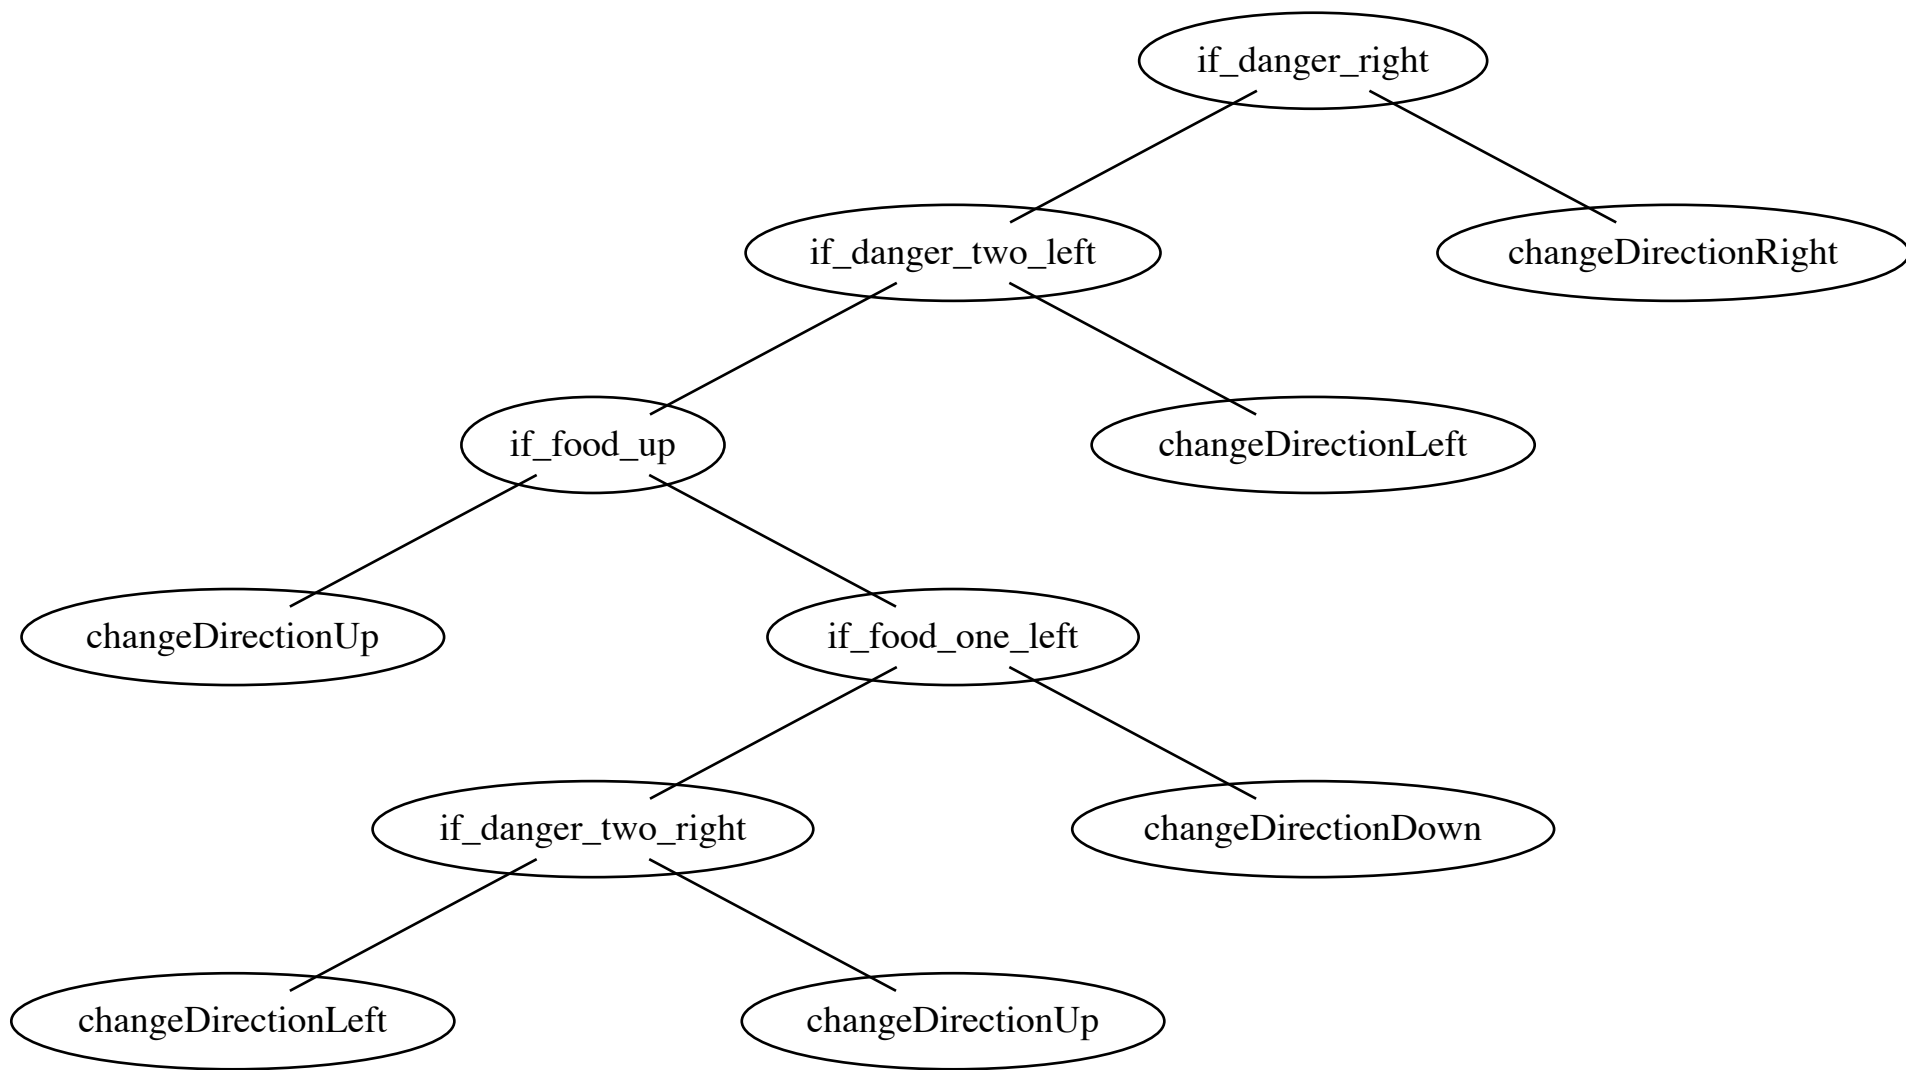 if_danger_right
if_danger_two_left
changeDirectionRight
if_food_up
changeDirectionLeft
changeDirectionUp
if_food_one_left
if_danger_two_right
changeDirectionDown
changeDirectionLeft
changeDirectionUp